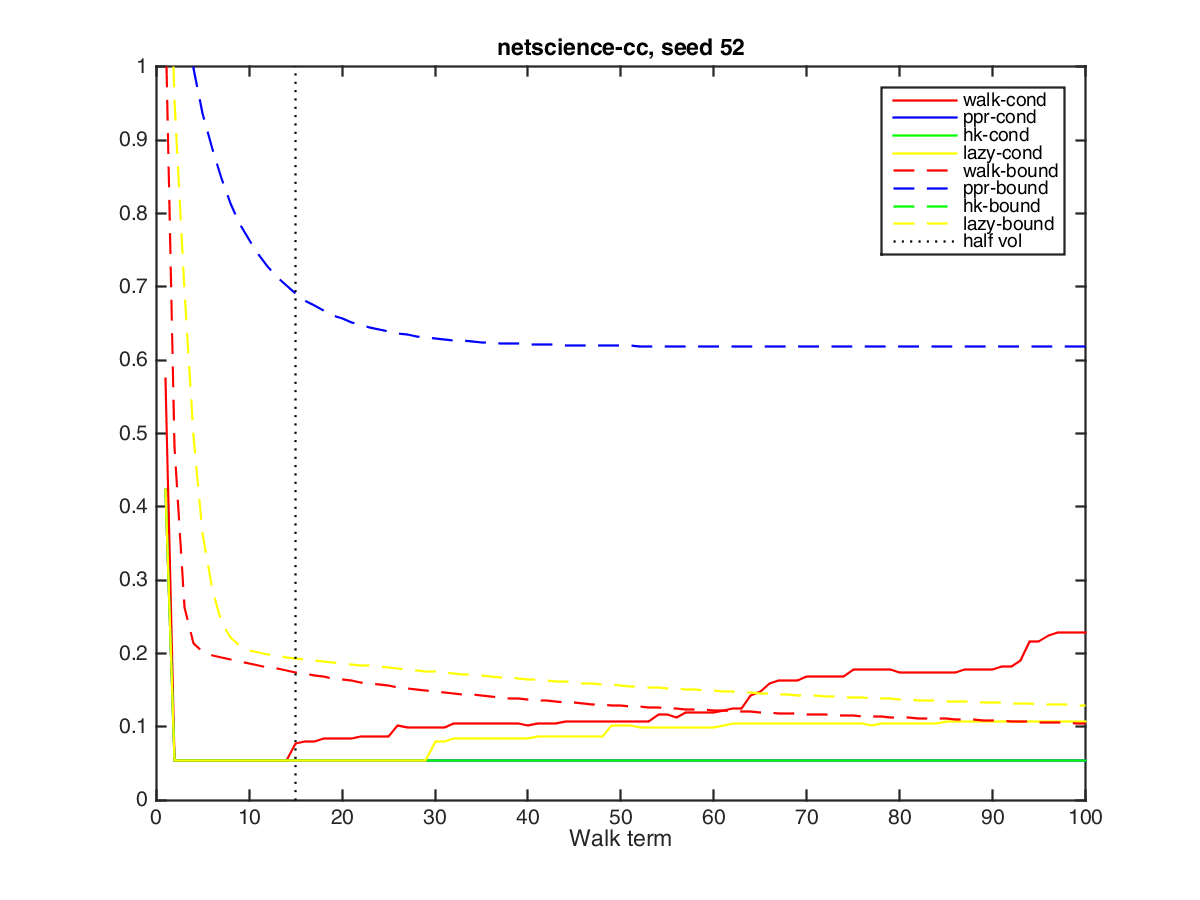 netscience-cc, seed 52
1
0.9
0.8
0.7
0.6
0.5
0.4
0.3
0.2
0.1
0
walk-cond
ppr-cond
hk-cond
lazy-cond
walk-bound
ppr-bound
hk-bound
lazy-bound
half vol
0 10 20 30 40 50 60 70 80 90 100
Walk term